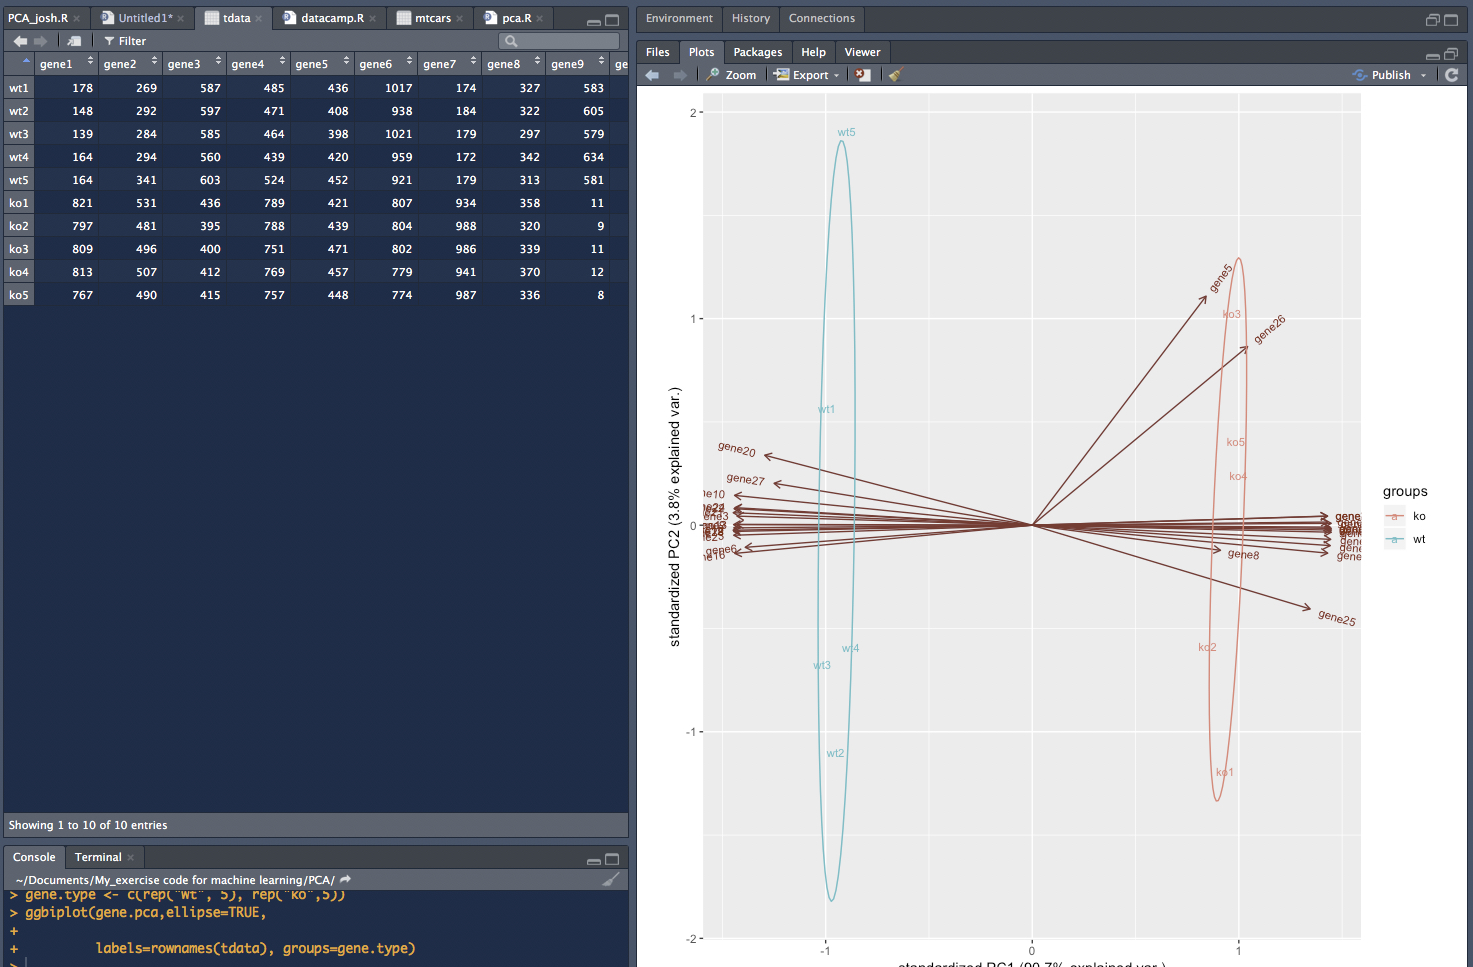 PCA_josh.R Untitled1* tdata datacamp.R mtcars pca.R
Filter
gene1 gene2 gene3 gene4 gene5 gene6 gene7 gene8 gene9 ge
wt1 178 269 587 485 436 1017 174 327 583
wt2 148 292 597 471 408 938 184 322 605
wt3 139 284 585 464 398 1021 179 297 579
wt4 164 294 560 439 420 959 172 342 634
wt5 164 341 603 524 452 921 179 313 581
ko1 821 531 436 789 421 807 934 358 11
ko2 797 481 395 788 439 804 988 320 9
ko3 809 496 400 751 471 802 986 339 11
ko4 813 507 412 769 457 779 941 370 12
ko5 767 490 415 757 448 774 987 336 8
Showing 1 to 10 of 10 entries
Console Terminal
~/Documents/My_exercise code for machine learning/PCA/
> gene.type <- c(rep("wt", 5), rep("ko",5))
> ggbiplot(gene.pca,ellipse=TRUE,
+
+ labels=rownames(tdata), groups=gene.type)
>
Environment History Connections
Files Plots Packages Help Viewer
Zoom Export Publish
2
wt5
gene5
ko3
1
gene26
wt1
ko5
gene20
ko4
gene27
ne10
groups
a ko
a wt
0
gene6
ne16
gene8
gene25
wt4
ko2
wt3
-1
wt2
ko1
-2
-1 0 1
standardized PC2 (3.8% explained var.)